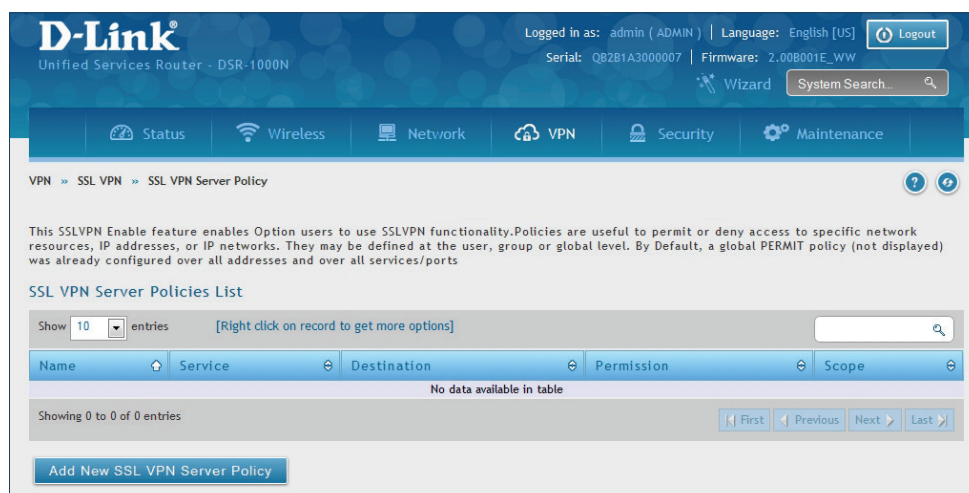 D-Link®
Unified Services Router - DSR-1000N
Logged in as: admin ( ADMIN ) | Language: English [US]
Logout
Serial: QB2B1A3000007 | Firmware: 2.00B001E_WW
Wizard
System Search...
Status
Wireless
Network
VPN
Security
Maintenance
VPN » SSL VPN » SSL VPN Server Policy
?
This SSLVPN Enable feature enables Option users to use SSLVPN functionality.Policies are useful to permit or deny access to specific network
resources, IP addresses, or IP networks. They may be defined at the user, group or global level. By Default, a global PERMIT policy (not displayed)
was already configured over all addresses and over all services/ports
SSL VPN Server Policies List
Show 10 entries
[Right click on record to get more options]
Name Service Destination Permission Scope
No data available in table
Showing 0 to 0 of 0 entries
First Previous Next Last
Add New SSL VPN Server Policy